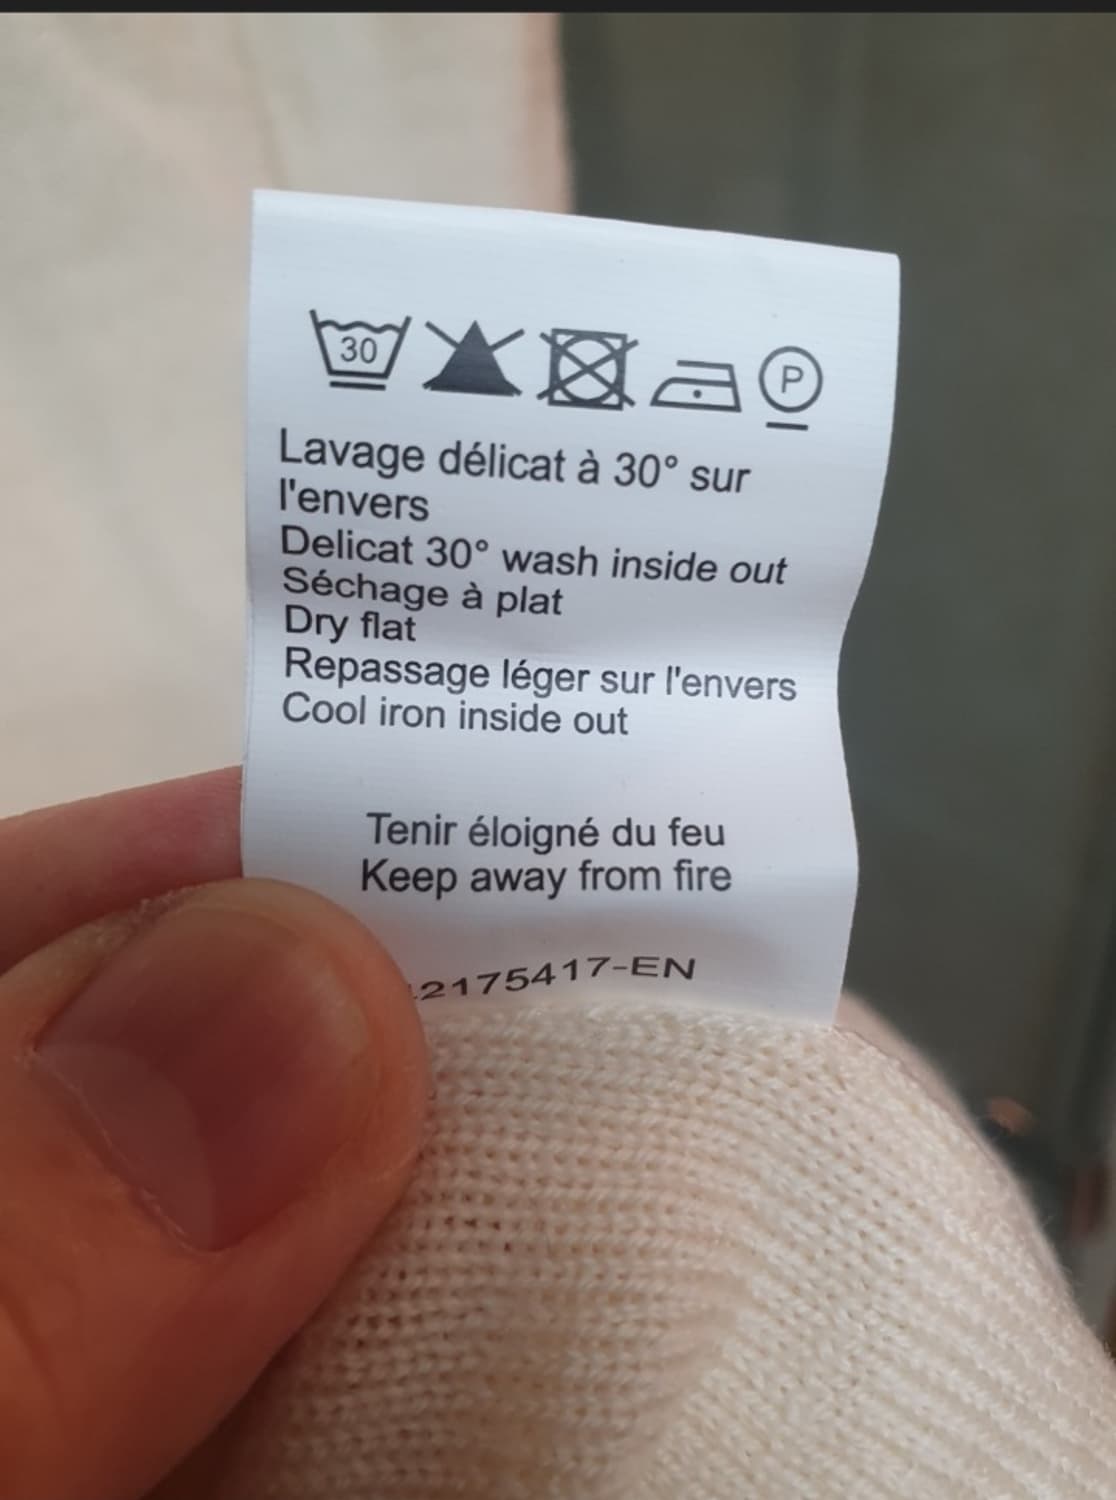 30
P
Lavage délicat à 30° sur
l'envers
Delicat 30° wash inside out
Séchage à plat
Dry flat
Repassage léger sur l'envers
Cool iron inside out
Tenir éloigné du feu
Keep away from fire
2175417-EN